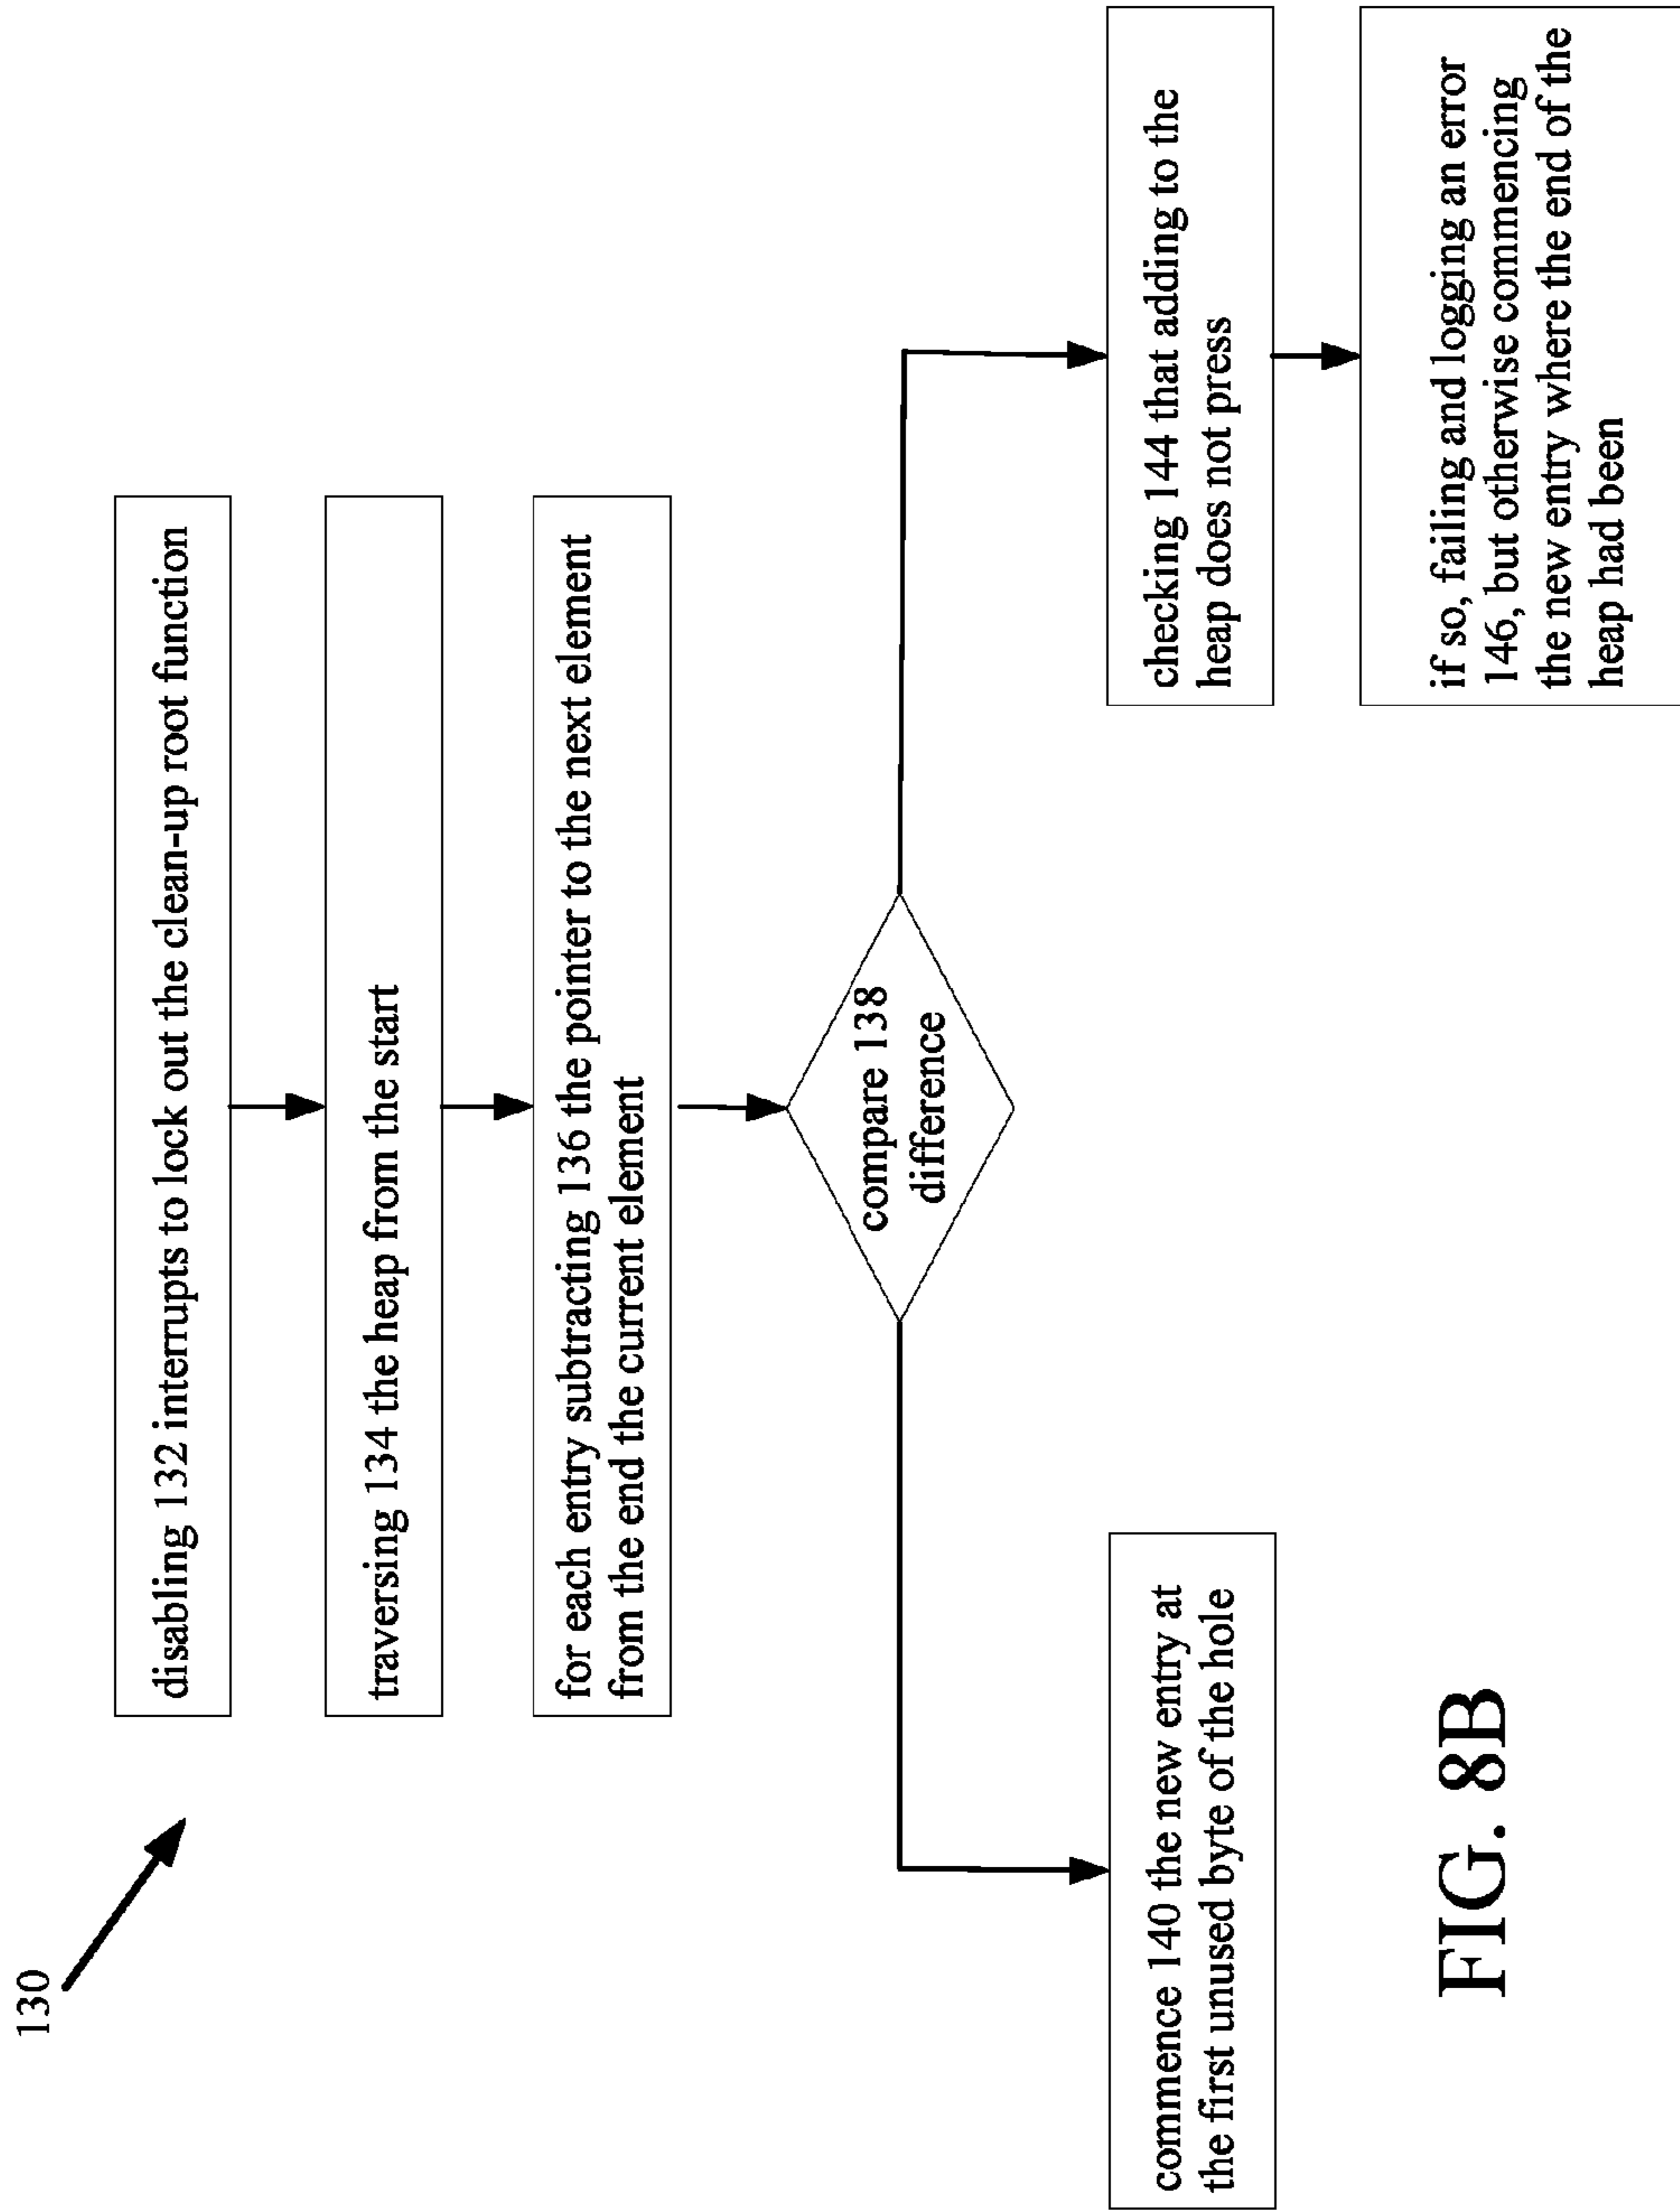 130
disabling 132 interrupts to lock out the clean-up root function
traversing 134 the heap from the start
for each entry subtracting 136 the pointer to the next element
from the end the current element
compare 138
difference
commence 140 the new entry at
the first unused byte of the hole
checking 144 that adding to the
heap does not press
if so, failing and logging an error
146, but otherwise commencing
the new entry where the end of the
heap had been
FIG. 8B